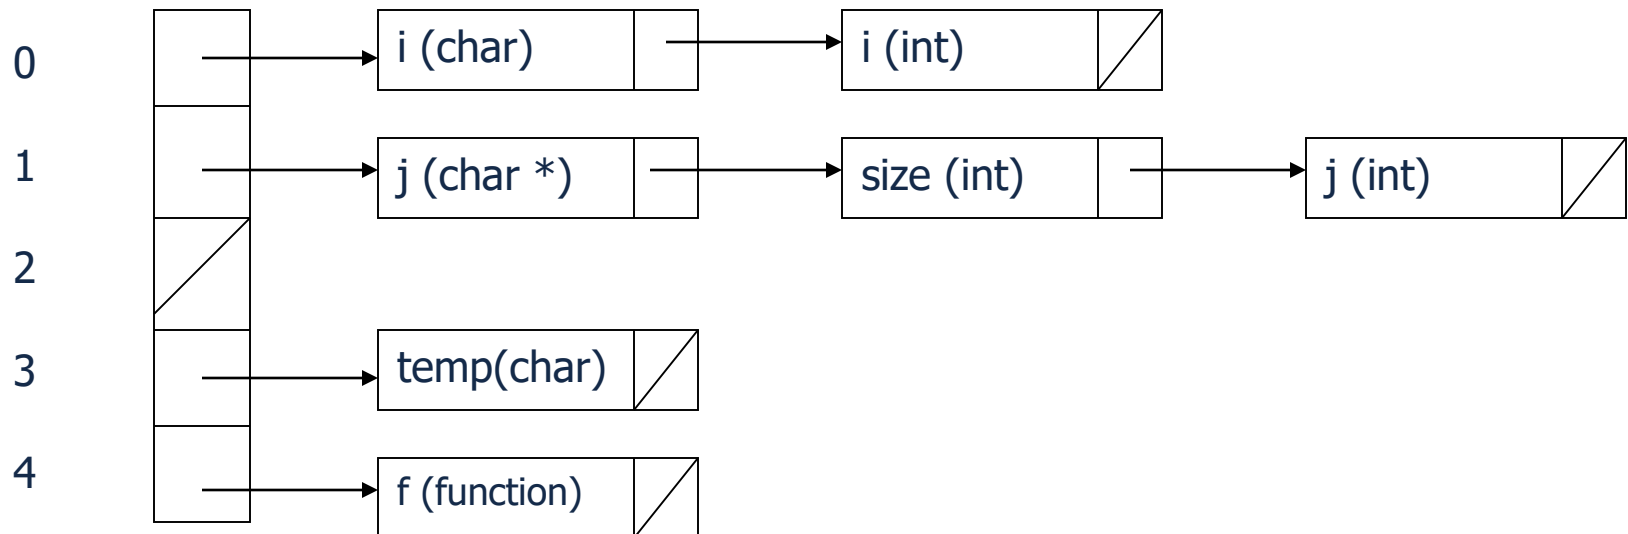 0 i (char) i (int)
1 j (char *) size (int) j (int)
2
3 temp(char)
4 f (function)